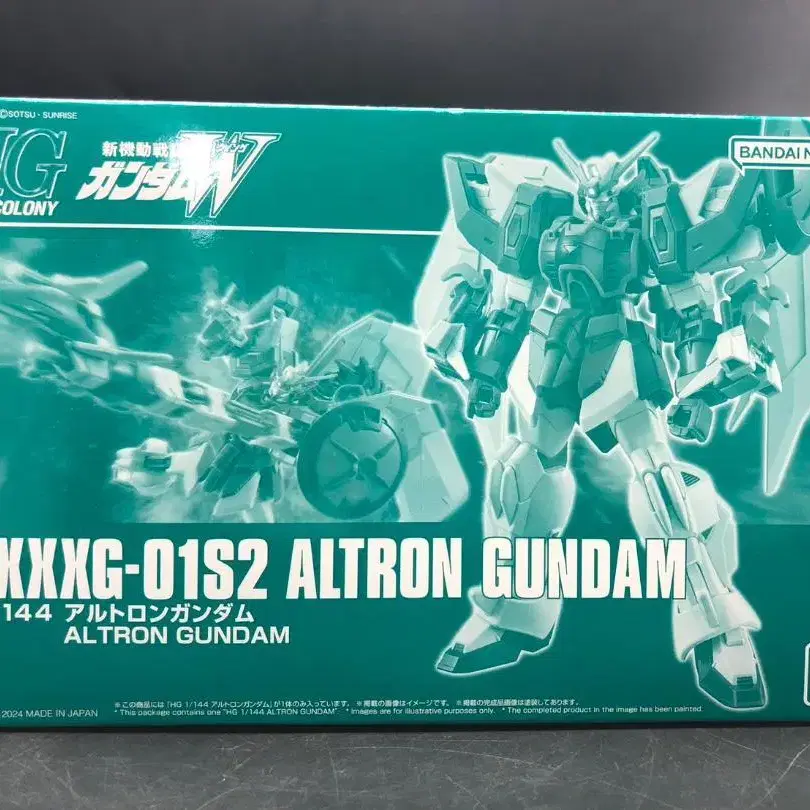 ©SOTSU・SUNRISE
HG
COLONY
新機動戦
ガンダムW
ウイング
BANDAI N
XXXG-01S2 ALTRON GUNDAM
144 アルトロンガンダム
ALTRON GUNDAM
※この商品には「HG 1/144 アルトロンガンダム」が1体のみ入っています。 ※掲載の画像はイメージです。 ※掲載の完成品画像は塗装してあります。
* This package contains one "HG 1/144 ALTRON GUNDAM" * Images are for illustrative purposes only. * The completed product in the image has been painted.
2024 MADE IN JAPAN